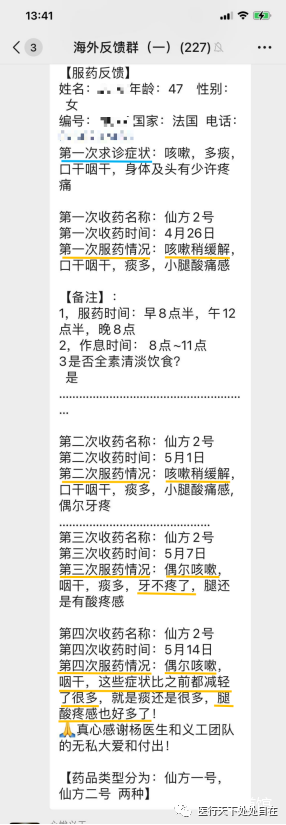 13:41
3
海外反馈群（一）(227)
【服药反馈】
姓名： 年龄：47 性别：
女
编号： 国家：法国 电话：
第一次求诊症状：咳嗽，多痰，
口干咽干，身体及头有少许疼
痛
第一次收药名称：仙方2号
第一次收药时间：4月26日
第一次服药情况：咳嗽稍缓解，
口干咽干，痰多，小腿酸痛感
【备注】：
1，服药时间：早8点半，午12
点半，晚8点
2，作息时间： 8点~11点
3是否全素清淡饮食?
是
.......................................................
...
第二次收药名称：仙方2号
第二次收药时间：5月1日
第二次服药情况：咳嗽稍缓解，
口干咽干，痰多，小腿酸痛感，
偶尔牙疼
................................................
第三次收药名称：仙方2号
第三次收药时间：5月7日
第三次服药情况：偶尔咳嗽，
咽干，痰多，牙不疼了，腿还
是有酸疼感
第四次收药名称：仙方2号
第四次收药时间：5月14日
第四次服药情况：偶尔咳嗽，
咽干，这些症状比之前都减轻
了很多，就是痰还是很多，腿
酸疼感也好多了！
🙏真心感谢杨医生和义工团队
的无私大爱和付出！
【药品类型分为：仙方一号，
仙方二号 两种】
医行天下处处自在